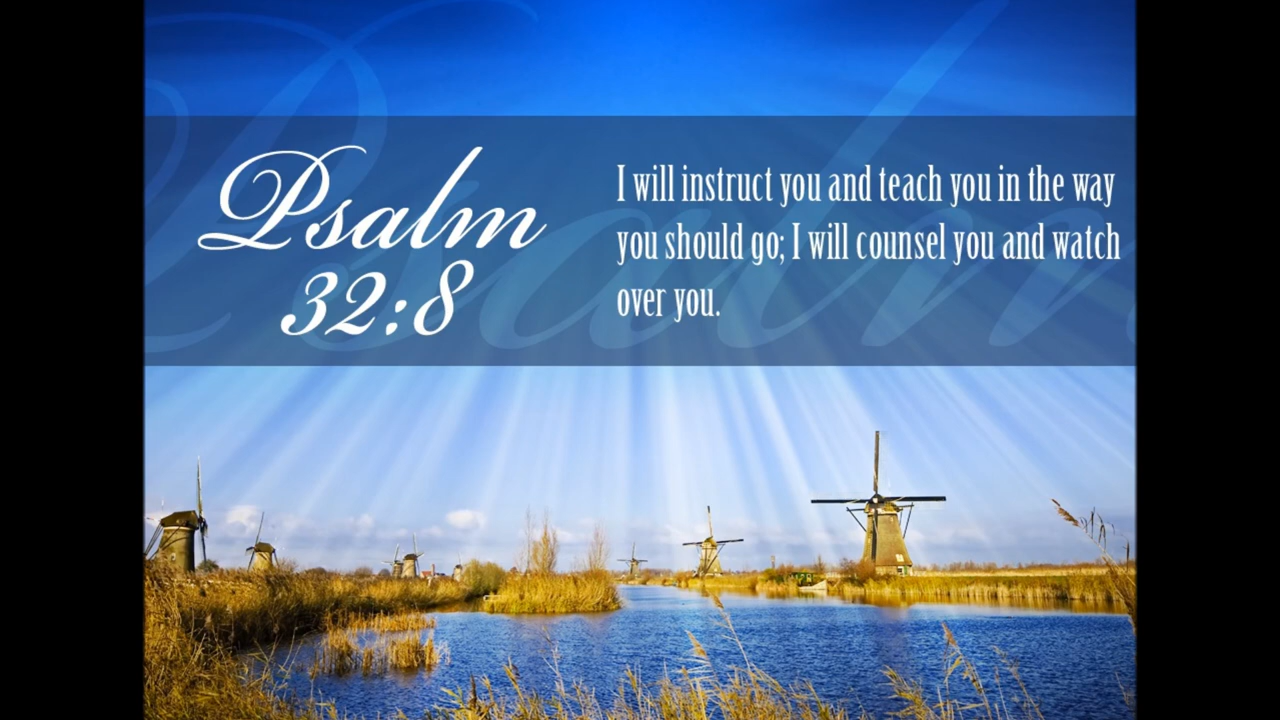 Psalm
32:8
I will instruct you and teach you in the way
you should go; I will counsel you and watch
over you.